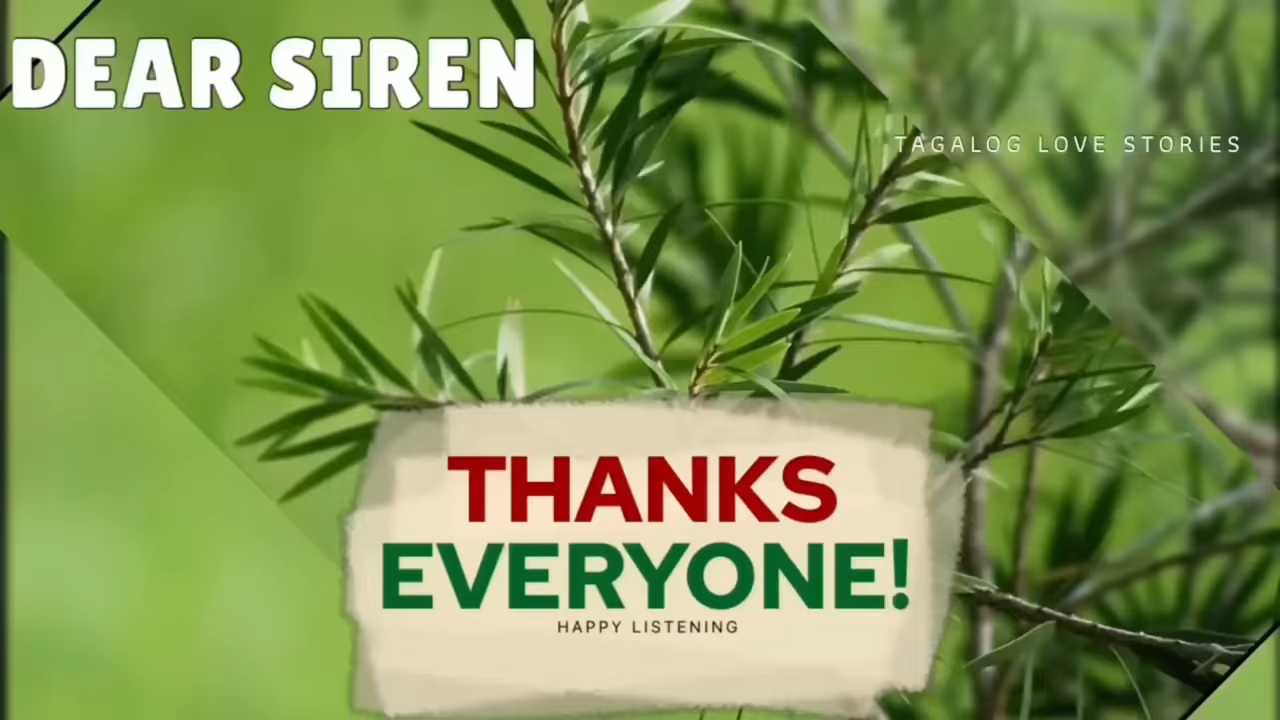 DEAR SIREN
TAGALOG LOVE STORIES
THANKS
EVERYONE!
HAPPY LISTENING